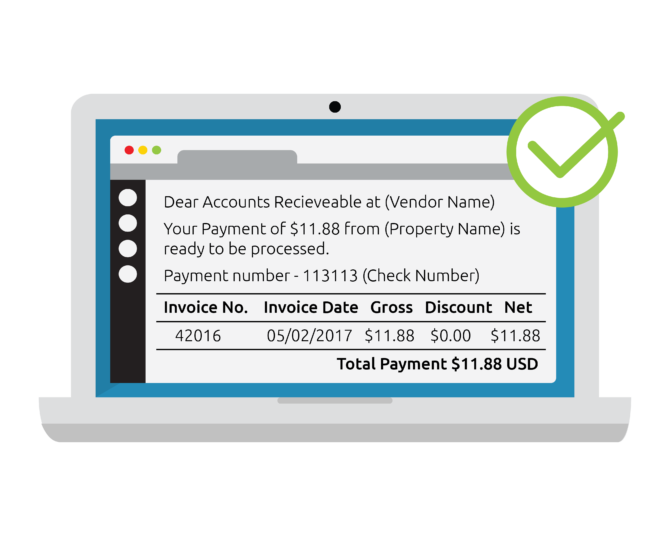 Dear Accounts Recieveable at (Vendor Name)
Your Payment of $11.88 from (Property Name) is
ready to be processed.
Payment number - 113113 (Check Number)
Invoice No. Invoice Date Gross Discount Net
42016 05/02/2017 $11.88 $0.00 $11.88
Total Payment $11.88 USD